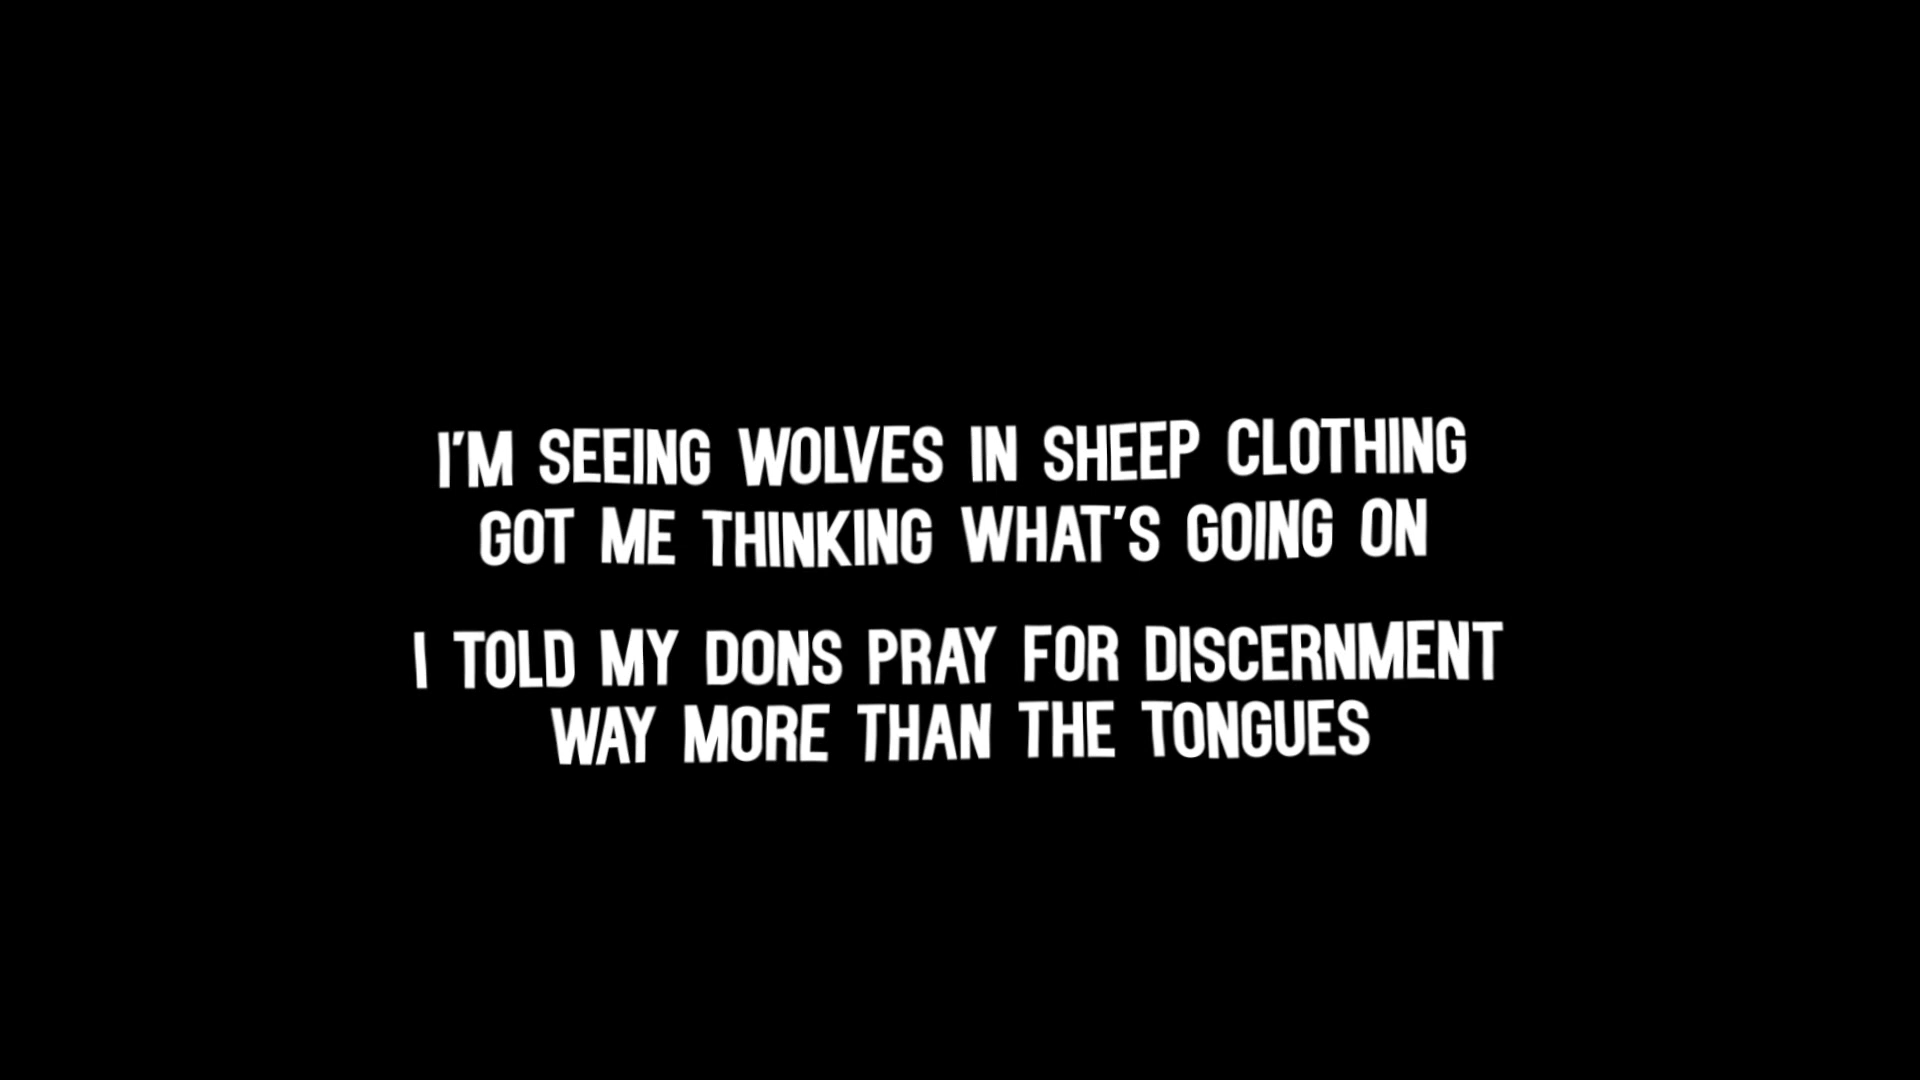 I'M SEEING WOLVES IN SHEEP CLOTHING
GOT ME THINKING WHAT'S GOING ON
I TOLD MY DONS PRAY FOR DISCERNMENT
WAY MORE THAN THE TONGUES